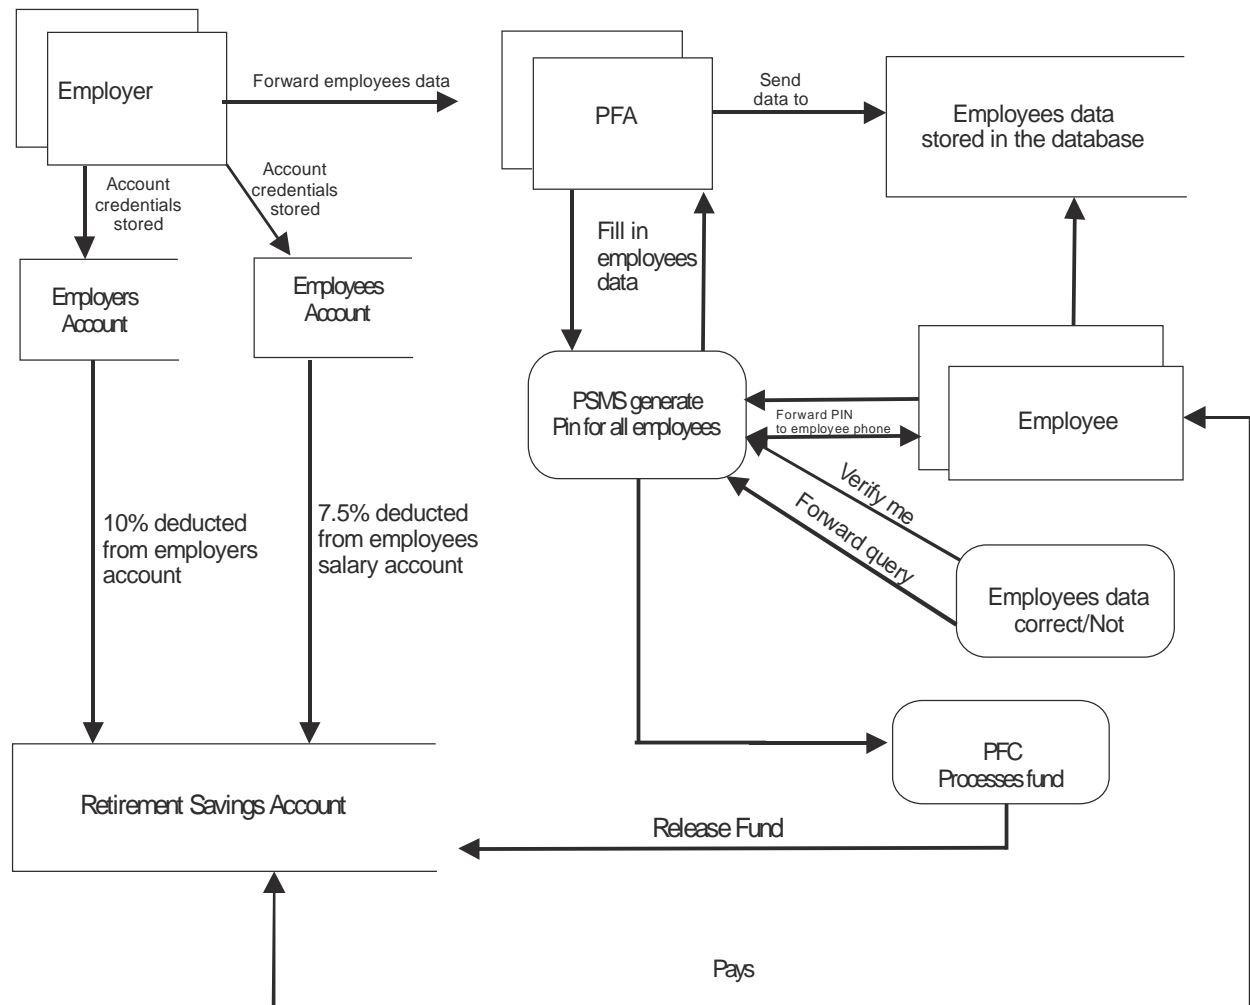 Employer
Forward employees data
PFA
Send
data to
Employees data
stored in the database
Account
credentials
stored
Account
credentials
stored
Fill in
employees
data
Employers
Account
Employees
Account
PSMS generate
Pin for all employees
Forward PIN
to employee phone
Employee
Verify me
Forward query
10% deducted
from employers
account
7.5% deducted
from employees
salary account
Employees data
correct/Not
PFC
Processes fund
Retirement Savings Account
Release Fund
Pays